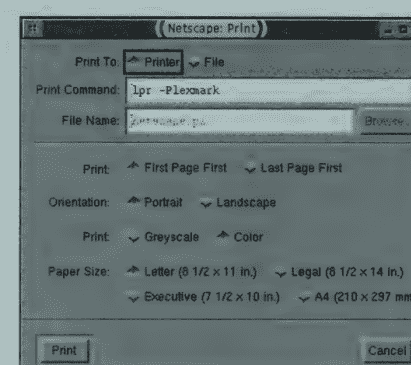 Netscape: Print
Print To: Printer File
Print Command: lpr -Plexmark
File Name: netscape.ps Browse...
Print: First Page First Last Page First
Orientation: Portrait Landscape
Print: Greyscale Color
Paper Size: Letter (8 1/2 x 11 in.) Legal (8 1/2 x 14 in.)
Executive (7 1/2 x 10 in.) A4 (210 x 297 mm
Print Cancel